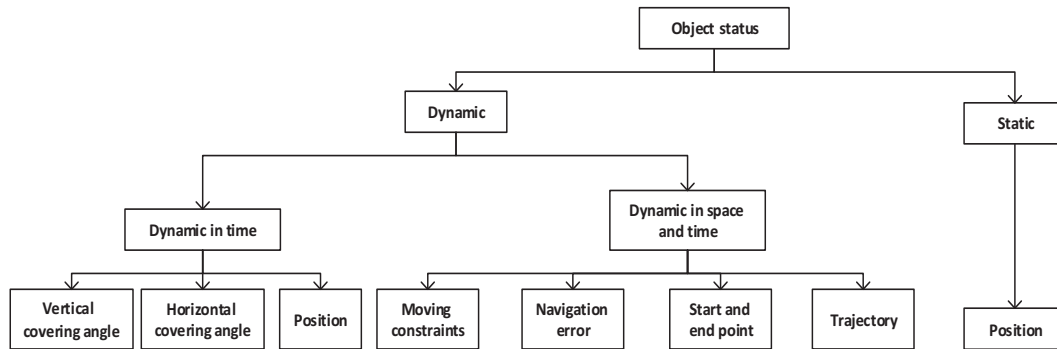 Object status
Dynamic
Static
Dynamic in time
Dynamic in space
and time
Vertical
covering angle
Horizontal
covering angle
Position
Moving
constraints
Navigation
error
Start and
end point
Trajectory
Position